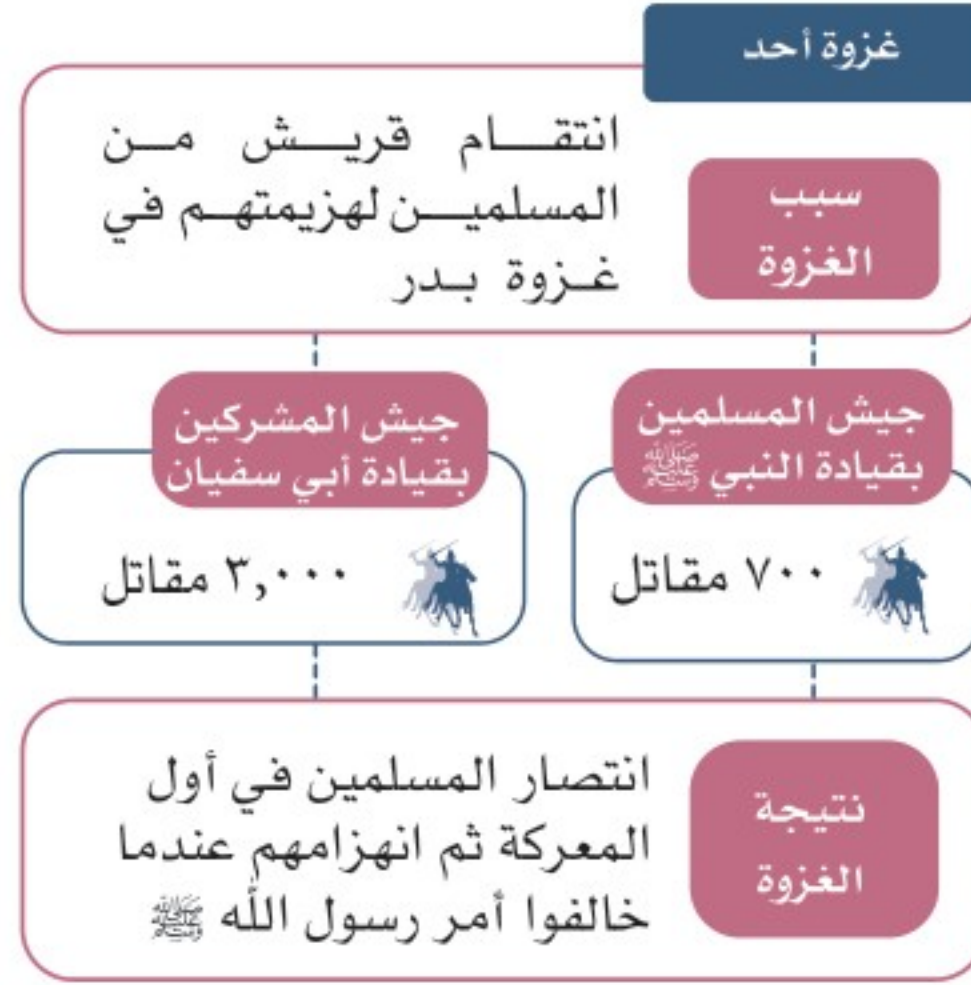 غزوة أحد
سبب
الغزوة
انتقام قريش من
المسلمين لهزيمتهم في
غزوة بدر
جيش المسلمين
بقيادة النبي ﷺ
٧٠٠ مقاتل
جيش المشركين
بقيادة أبي سفيان
٣,٠٠٠ مقاتل
نتيجة
الغزوة
انتصار المسلمين في أول
المعركة ثم انهزامهم عندما
خالفوا أمر رسول الله ﷺ